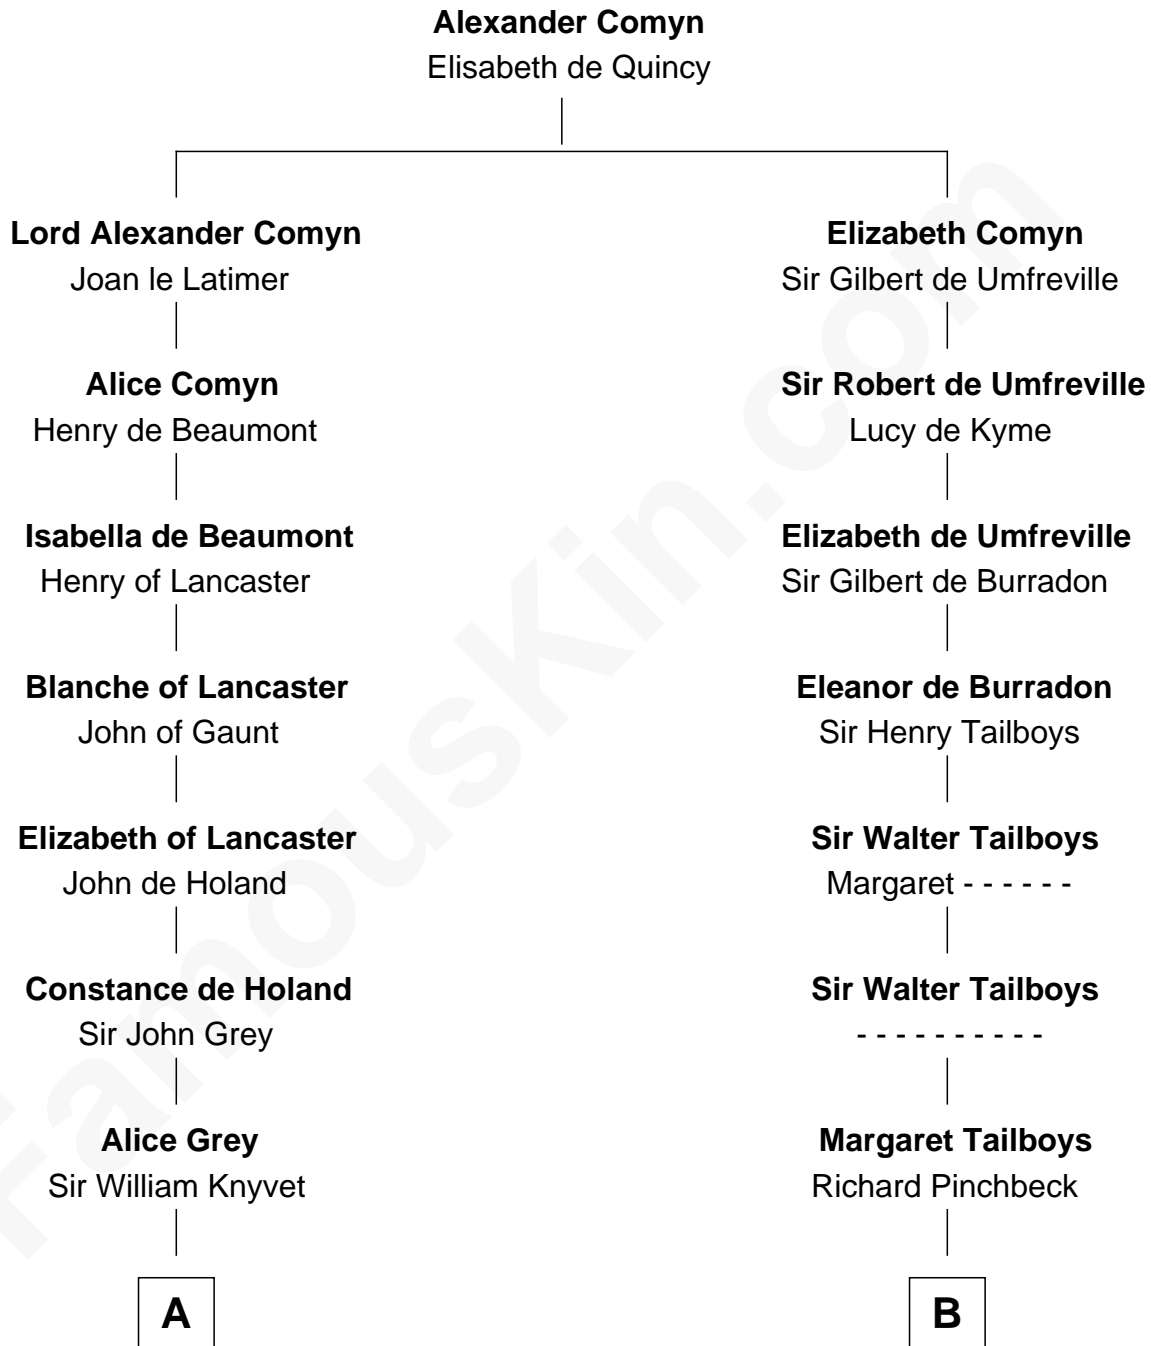 Alexander Comyn
Elisabeth de Quincy
Lord Alexander Comyn
Joan le Latimer
Alice Comyn
Henry de Beaumont
Isabella de Beaumont
Henry of Lancaster
Blanche of Lancaster
John of Gaunt
Elizabeth of Lancaster
John de Holand
Constance de Holand
Sir John Grey
Alice Grey
Sir William Knyvet
A
Elizabeth Comyn
Sir Gilbert de Umfreville
Sir Robert de Umfreville
Lucy de Kyme
Elizabeth de Umfreville
Sir Gilbert de Burradon
Eleanor de Burradon
Sir Henry Tailboys
Sir Walter Tailboys
Margaret - - - - - -
Sir Walter Tailboys
- - - - - - - - - -
Margaret Tailboys
Richard Pinchbeck
B
FamousKin.com